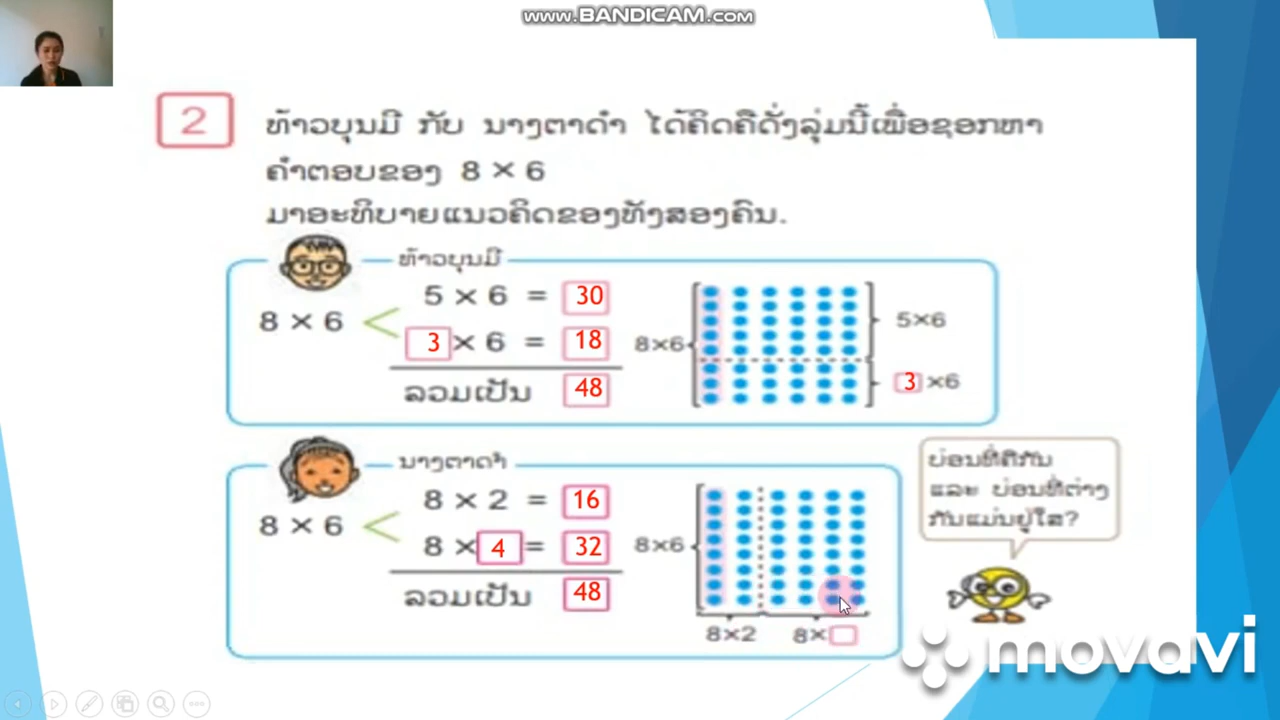 www.BANDICAM.com
2
ທ້າວບຸນມີ ກັບ ນາງຕາດຳ ໄດ້ຄິດຄືດັ່ງລຸ່ມນີ້ເພື່ອຊອກຫາ
ຄຳຕອບຂອງ 8 × 6
ມາອະທິບາຍແນວຄິດຂອງທັງສອງຄົນ.
ທ້າວບຸນມີ
8 × 6
5 × 6 = 30
3 × 6 = 18
ລວມເປັນ 48
8×6
5×6
3 ×6
ນາງຕາດຳ
8 × 6
8 × 2 = 16
8 × 4 = 32
ລວມເປັນ 48
8×6
8×2 8×
ບ່ອນທີ່ຄືກັນ
ແລະ ບ່ອນທີ່ຕ່າງ
ກັນແມ່ນຢູ່ໃສ?
movavi